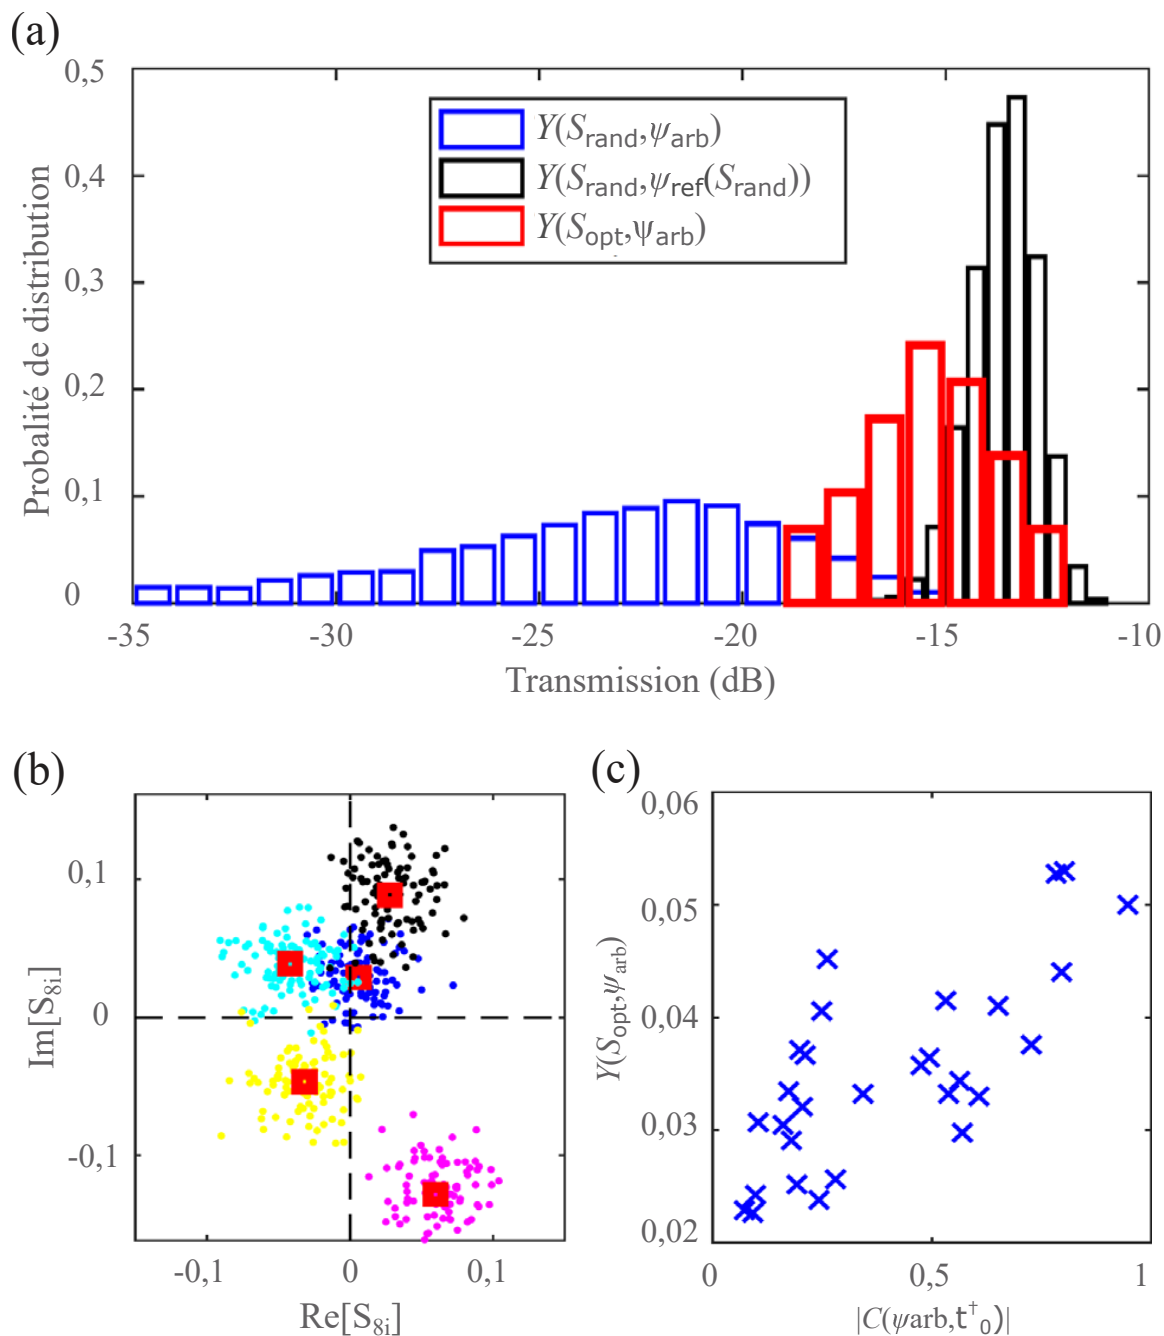 (a)
0,5
0,4
0,3
0,2
0,1
0
Probalité de distribution
Y(Srand,ψarb)
Y(Srand,ψref(Srand))
Y(Sopt,ψarb)
-35 -30 -25 -20 -15 -10
Transmission (dB)
(b)
0,1
0
-0,1
Im[S8i]
-0,1 0 0,1
Re[S8i]
(c)
0,06
0,05
0,04
0,03
0,02
Y(Sopt,ψarb)
0 0,5 1
|C(ψarb,t†0)|